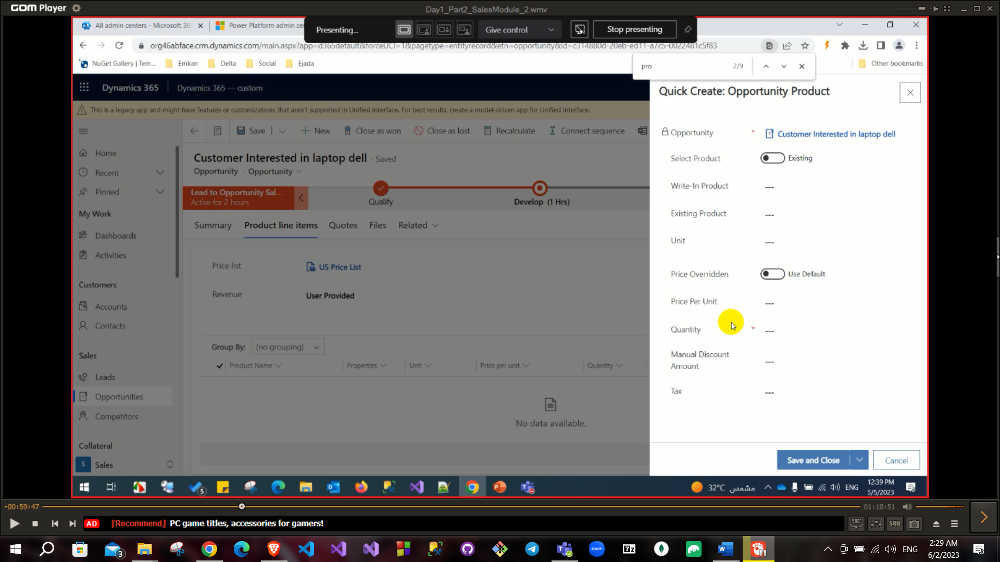 GOM Player
Day1_Part2_SalesModule_2.wmv
All admin centers - Microsoft 365
Power Platform admin ce
Presenting...
Give control
Stop presenting
org46abface.crm.dynamics.com/main.aspx?app=d365default&forceUCI=1&pagetype=entityrecord&etn=opportunity&id=c314880d-20eb-ed11-a7c5-0022481c5f83
NuGet Gallery | Tem...
Emkan
Delta
Social
Ejada
pro
2/9
Other bookmarks
Dynamics 365
Dynamics 365 — custom
This is a legacy app and might have features or customizations that aren't supported in Unified Interface. For best results, create a model-driven app for Unified Interface.
Save
New
Close as won
Close as lost
Recalculate
Connect sequence
Home
Recent
Pinned
My Work
Dashboards
Activities
Customers
Accounts
Contacts
Sales
Leads
Opportunities
Competitors
Collateral
S Sales
Customer Interested in laptop dell - Saved
Opportunity · Opportunity
Lead to Opportunity Sal...
Active for 2 hours
Qualify
Develop (1 Hrs)
Summary
Product line items
Quotes
Files
Related
Price list
US Price List
Revenue
User Provided
Group By: (no grouping)
Product Name
Properties
Unit
Price per unit
Quantity
No data available.
Quick Create: Opportunity Product
Opportunity * Customer Interested in laptop dell
Select Product Existing
Write-In Product ---
Existing Product ---
Unit ---
Price Overridden Use Default
Price Per Unit ---
Quantity * ---
Manual Discount
Amount ---
Tax ---
Save and Close
Cancel
5
32°C مشمس
ENG
12:39 PM
5/5/2023
-00:59:47
01:18:51
AD
『Recommend』 PC game titles, accessories for gamers!
360°
SUB
3
zoom
7z
ENG
2:29 AM
6/2/2023